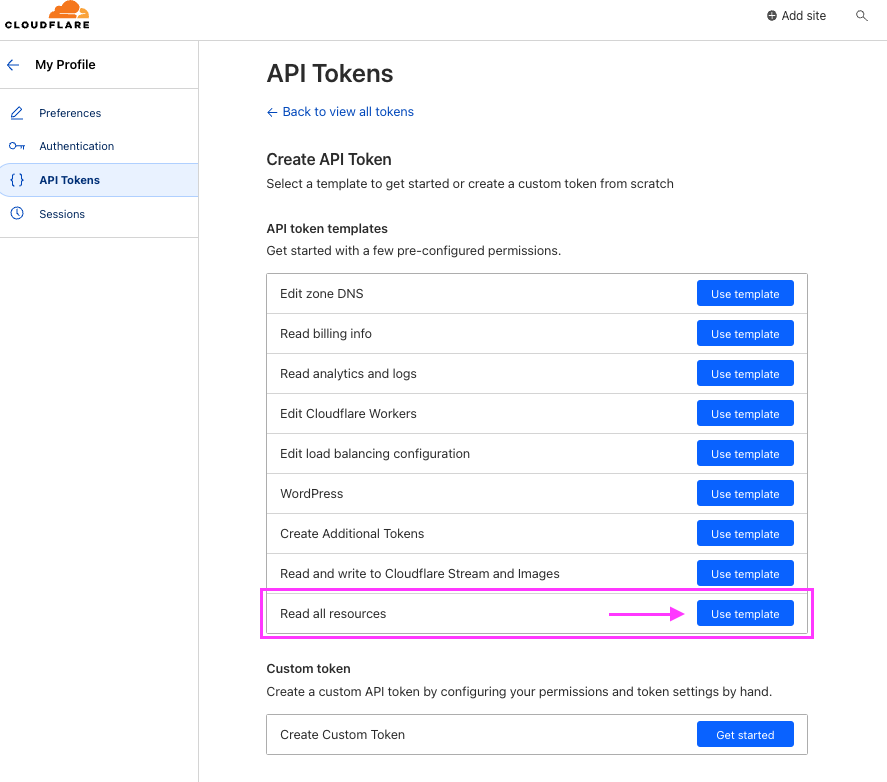 CLOUDFLARE
Add site
My Profile
Preferences
Authentication
API Tokens
Sessions
API Tokens
Back to view all tokens
Create API Token
Select a template to get started or create a custom token from scratch
API token templates
Get started with a few pre-configured permissions.
Edit zone DNS Use template
Read billing info Use template
Read analytics and logs Use template
Edit Cloudflare Workers Use template
Edit load balancing configuration Use template
WordPress Use template
Create Additional Tokens Use template
Read and write to Cloudflare Stream and Images Use template
Read all resources Use template
Custom token
Create a custom API token by configuring your permissions and token settings by hand.
Create Custom Token Get started